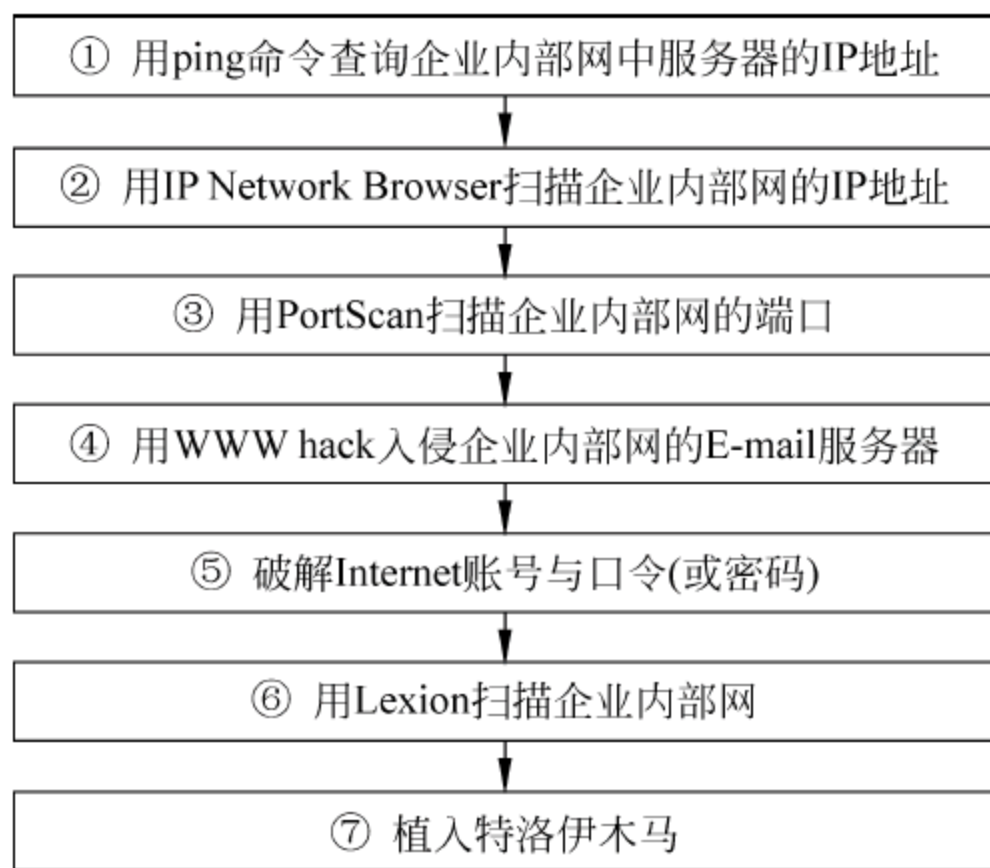 ① 用ping命令查询企业内部网中服务器的IP地址
② 用IP Network Browser扫描企业内部网的IP地址
③ 用PortScan扫描企业内部网的端口
④ 用WWW hack入侵企业内部网的E-mail服务器
⑤ 破解Internet账号与口令(或密码)
⑥ 用Lexion扫描企业内部网
⑦ 植入特洛伊木马